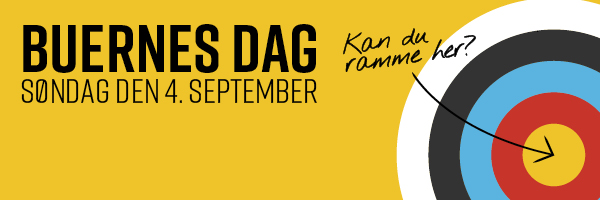 BUERNES DAG
SØNDAG DEN 4. SEPTEMBER
Kan du
ramme her?